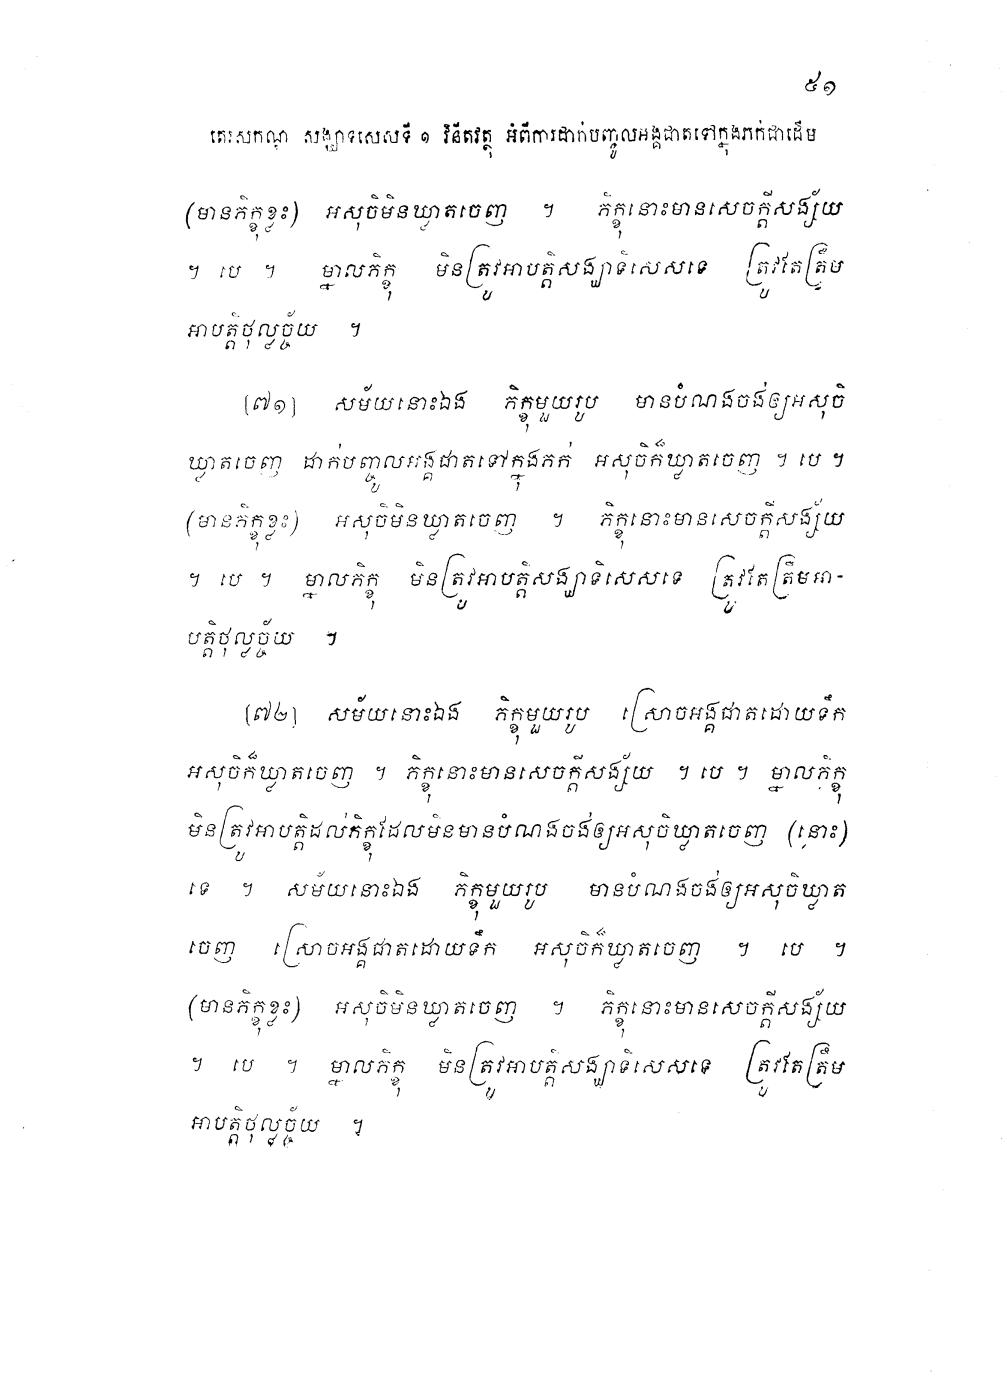 ៥១
តេរសកណ្ឌ សង្ឃាទិសេសទី ១ វិនីតវត្ថុ អំពីការដាក់បញ្ចូលអង្គជាតទៅក្នុងភក់ជាដើម
(មានភិក្ខុខ្លះ) អសុចិមិនឃ្លាតចេញ ។ ភិក្ខុនោះមានសេចក្តីសង្ស័យ
។ បេ ។ ម្នាលភិក្ខុ មិនត្រូវអាបត្តិសង្ឃាទិសេសទេ ត្រូវតែត្រឹម
អាបត្តិថុល្លច្ច័យ ។
[៧១] សម័យនោះឯង ភិក្ខុមួយរូប មានបំណងចង់ឲ្យអសុចិ
ឃ្លាតចេញ ដាក់បញ្ចូលអង្គជាតទៅក្នុងភក់ អសុចិក៏ឃ្លាតចេញ ។ បេ ។
(មានភិក្ខុខ្លះ) អសុចិមិនឃ្លាតចេញ ។ ភិក្ខុនោះមានសេចក្តីសង្ស័យ
។ បេ ។ ម្នាលភិក្ខុ មិនត្រូវអាបត្តិសង្ឃាទិសេសទេ ត្រូវតែត្រឹមអា-
បត្តិថុល្លច្ច័យ ។
[៧២] សម័យនោះឯង ភិក្ខុមួយរូប ស្រោចអង្គជាតដោយទឹក
អសុចិក៏ឃ្លាតចេញ ។ ភិក្ខុនោះមានសេចក្តីសង្ស័យ ។ បេ ។ ម្នាលភិក្ខុ
មិនត្រូវអាបត្តិដល់ភិក្ខុដែលមិនមានបំណងចង់ឲ្យអសុចិឃ្លាតចេញ (នោះ)
ទេ ។ សម័យនោះឯង ភិក្ខុមួយរូប មានបំណងចង់ឲ្យអសុចិឃ្លាត
ចេញ ស្រោចអង្គជាតដោយទឹក អសុចិក៏ឃ្លាតចេញ ។ បេ ។
(មានភិក្ខុខ្លះ) អសុចិមិនឃ្លាតចេញ ។ ភិក្ខុនោះមានសេចក្តីសង្ស័យ
។ បេ ។ ម្នាលភិក្ខុ មិនត្រូវអាបត្តិសង្ឃាទិសេសទេ ត្រូវតែត្រឹម
អាបត្តិថុល្លច្ច័យ ។